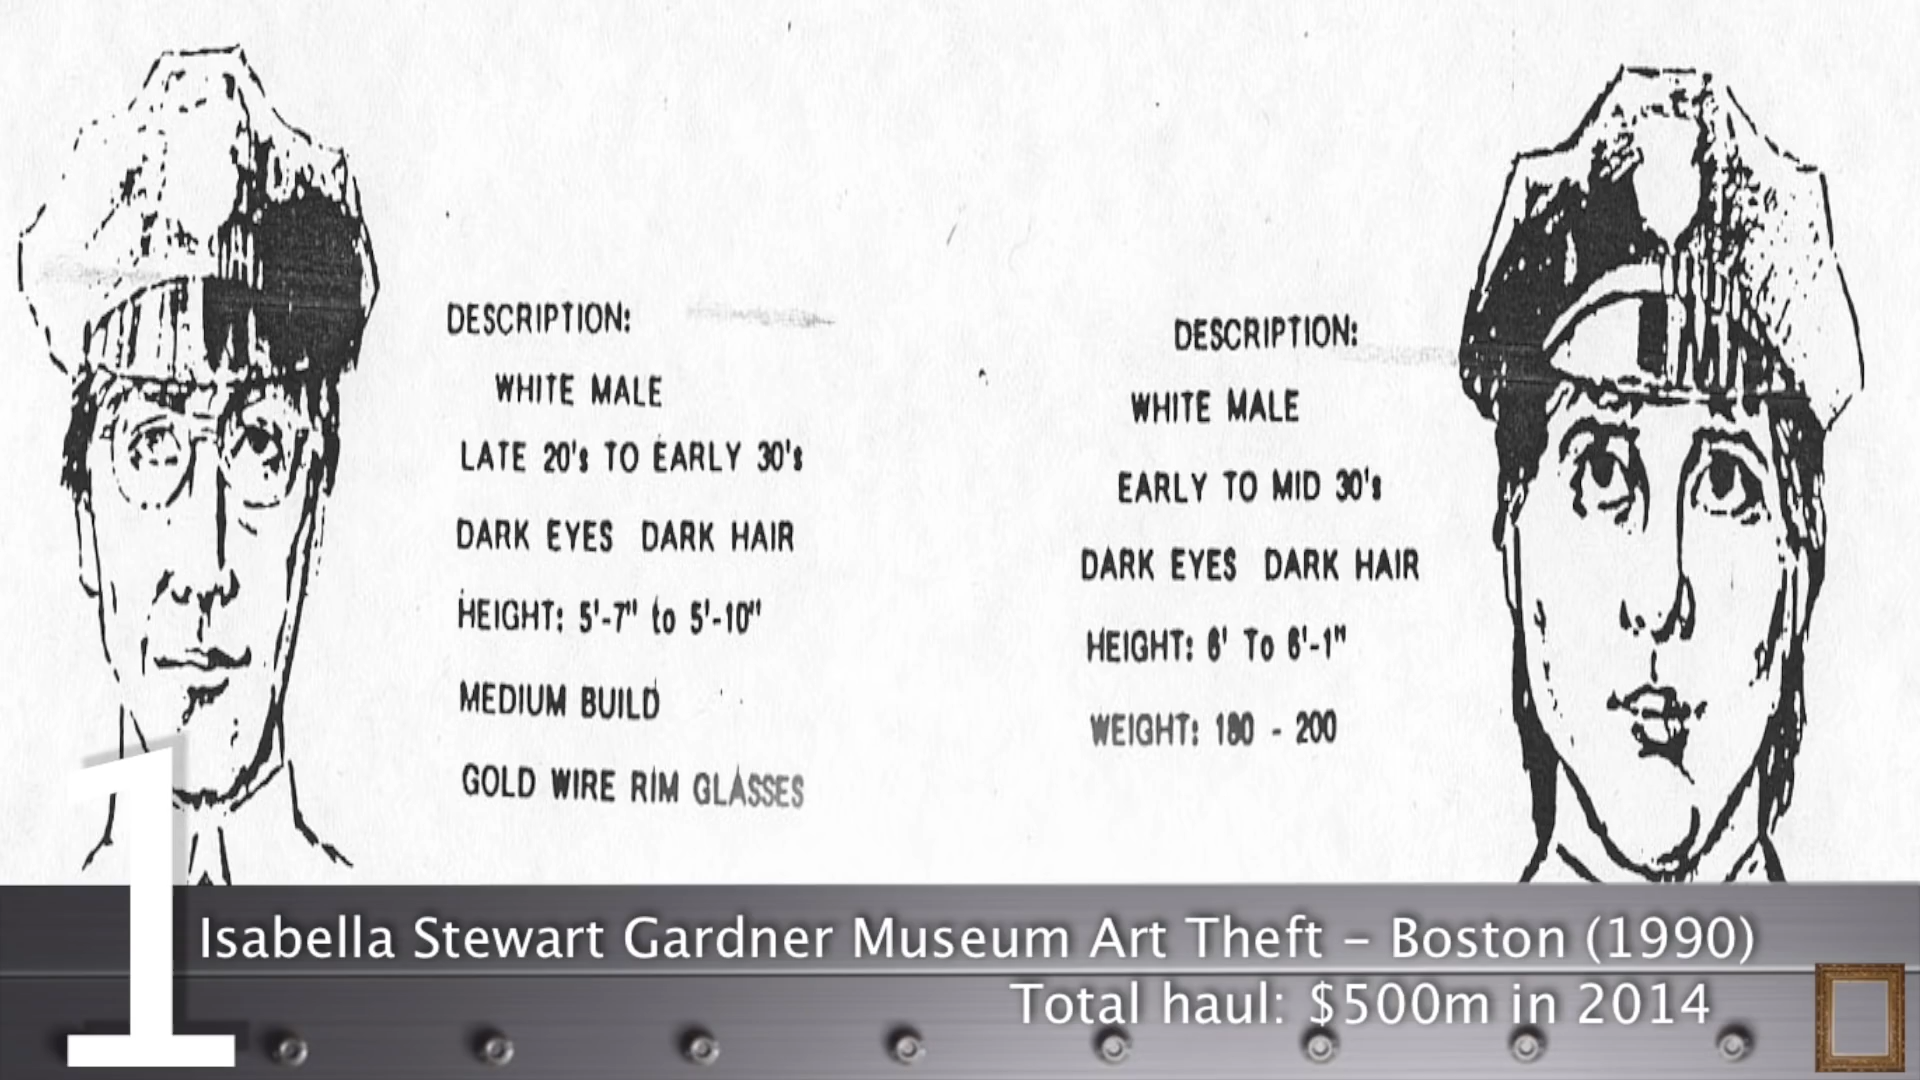 DESCRIPTION:
WHITE MALE
LATE 20's TO EARLY 30's
DARK EYES DARK HAIR
HEIGHT: 5'-7" to 5'-10"
MEDIUM BUILD
GOLD WIRE RIM GLASSES
DESCRIPTION:
WHITE MALE
EARLY TO MID 30's
DARK EYES DARK HAIR
HEIGHT: 6' To 6'-1"
WEIGHT: 180 - 200
1
Isabella Stewart Gardner Museum Art Theft – Boston (1990)
Total haul: $500m in 2014